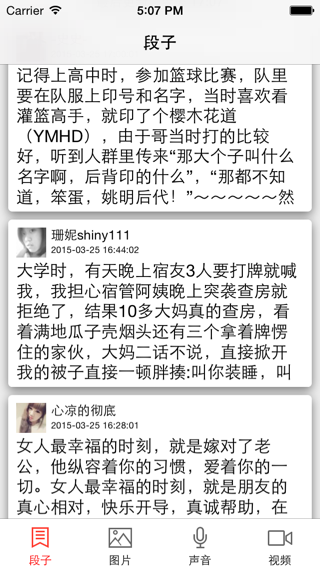 Carrier 5:07 PM
段子
记得上高中时，参加篮球比赛，队里
要在队服上印号和名字，当时喜欢看
灌篮高手，就印了个樱木花道
（YMHD），由于哥当时打的比较
好，听到人群里传来“那大个子叫什么
名字啊，后背印的什么”，“那都不知
道，笨蛋，姚明后代！”～～～～～然
珊妮shiny111
2015-03-25 16:44:02
大学时，有天晚上宿友3人要打牌就喊
我，我担心宿管阿姨晚上突袭查房就
拒绝了，结果10多大妈真的查房，看
着满地瓜子壳烟头还有三个拿着牌愣
住的家伙，大妈二话不说，直接掀开
我的被子直接一顿胖揍:叫你装睡，叫
心凉的彻底
2015-03-25 16:28:01
女人最幸福的时刻，就是嫁对了老
公，他纵容着你的习惯，爱着你的一
切。女人最幸福的时刻，就是朋友的
真心相对，快乐开导，真诚帮助，在
段子 图片 声音 视频